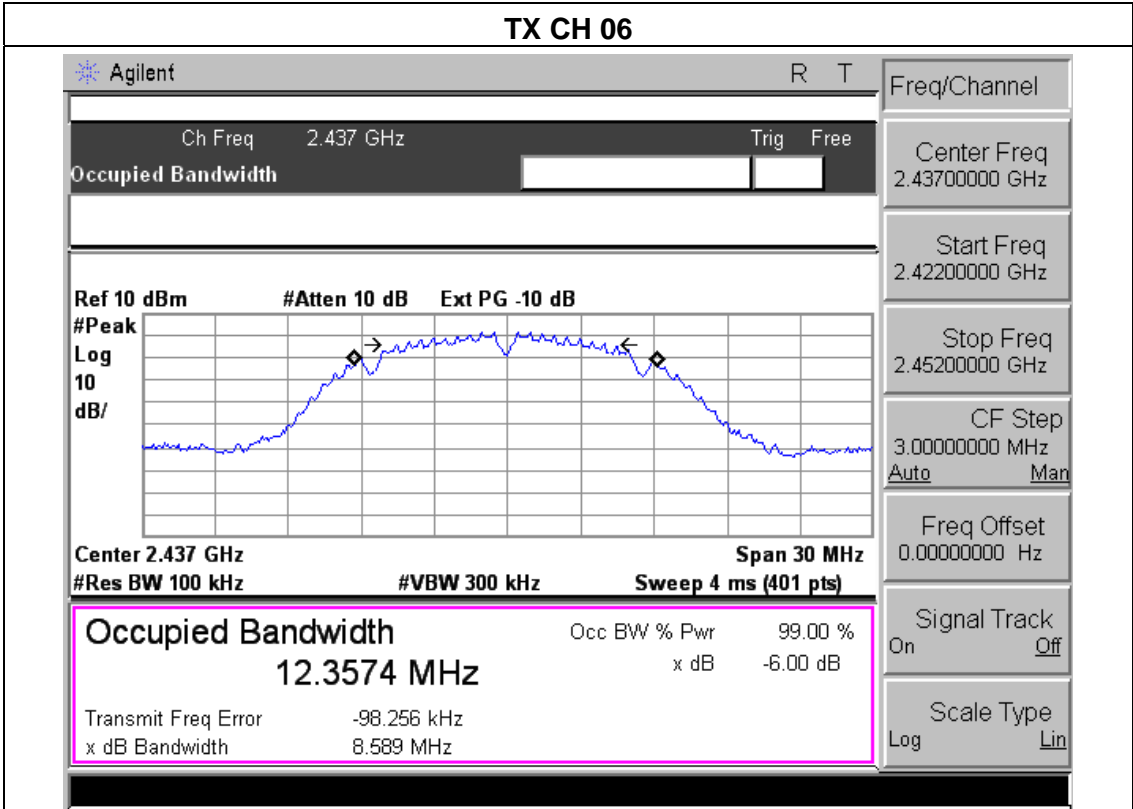 TX CH 06
Agilent R T
Freq/Channel
Ch Freq 2.437 GHz Trig Free
Occupied Bandwidth
Center Freq
2.43700000 GHz
Start Freq
2.42200000 GHz
Stop Freq
2.45200000 GHz
CF Step
3.00000000 MHz
Auto Man
Freq Offset
0.00000000 Hz
Signal Track
On Off
Scale Type
Log Lin
Ref 10 dBm #Atten 10 dB Ext PG -10 dB
#Peak
Log
10
dB/
Center 2.437 GHz Span 30 MHz
#Res BW 100 kHz #VBW 300 kHz Sweep 4 ms (401 pts)
Occupied Bandwidth Occ BW % Pwr 99.00 %
12.3574 MHz x dB -6.00 dB
Transmit Freq Error -98.256 kHz
x dB Bandwidth 8.589 MHz